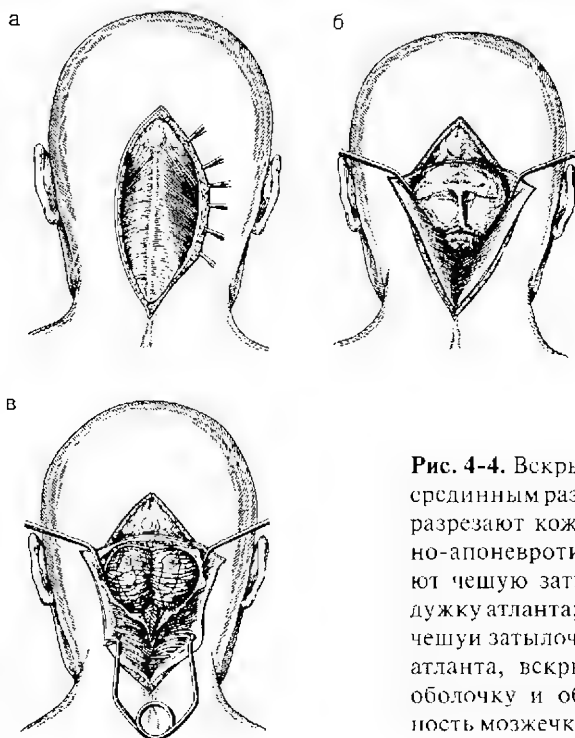 а
б
в
Рис. 4-4. Вскры
срединным раз
разрезают кож
но-апоневроти
ют чешую заты
дужку атланта;
чешуи затылоч
атланта, вскры
оболочку и об
ность мозжечк